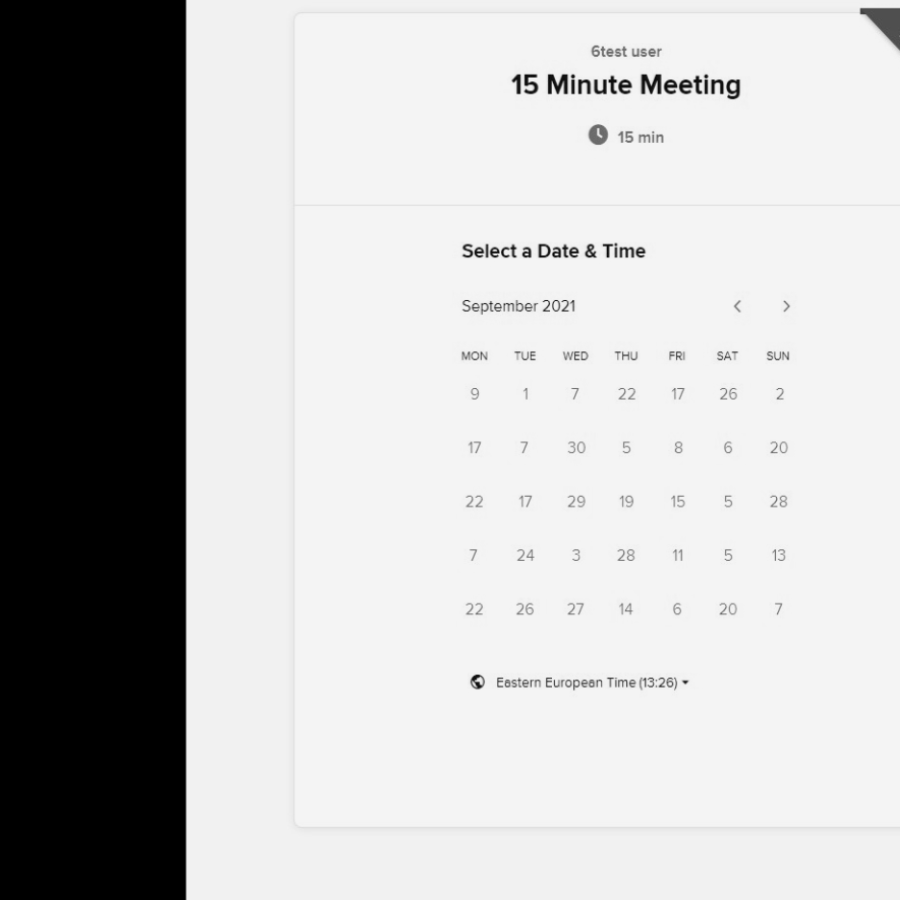 6test user
15 Minute Meeting
15 min
Select a Date & Time
September 2021
MON TUE WED THU FRI SAT SUN
9 1 7 22 17 26 2
17 7 30 5 8 6 20
22 17 29 19 15 5 28
7 24 3 28 11 5 13
22 26 27 14 6 20 7
Eastern European Time (13:26)